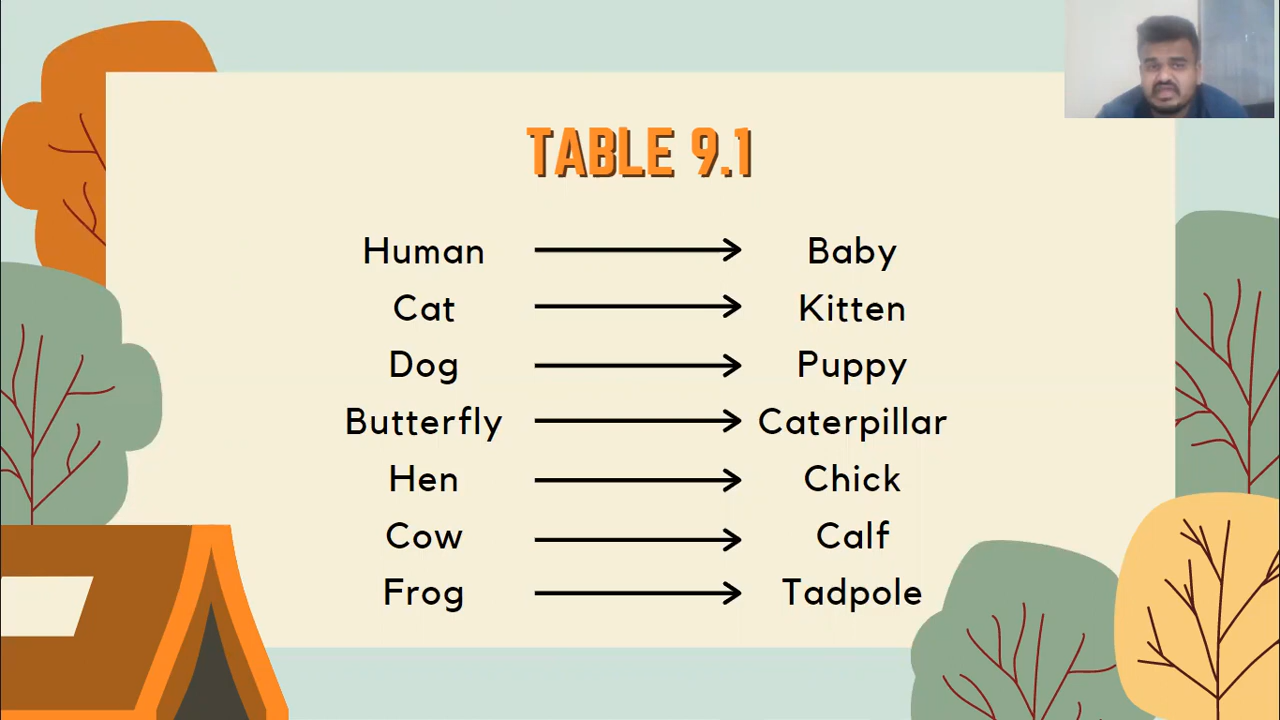 TABLE 9.1
Human → Baby
Cat → Kitten
Dog → Puppy
Butterfly → Caterpillar
Hen → Chick
Cow → Calf
Frog → Tadpole